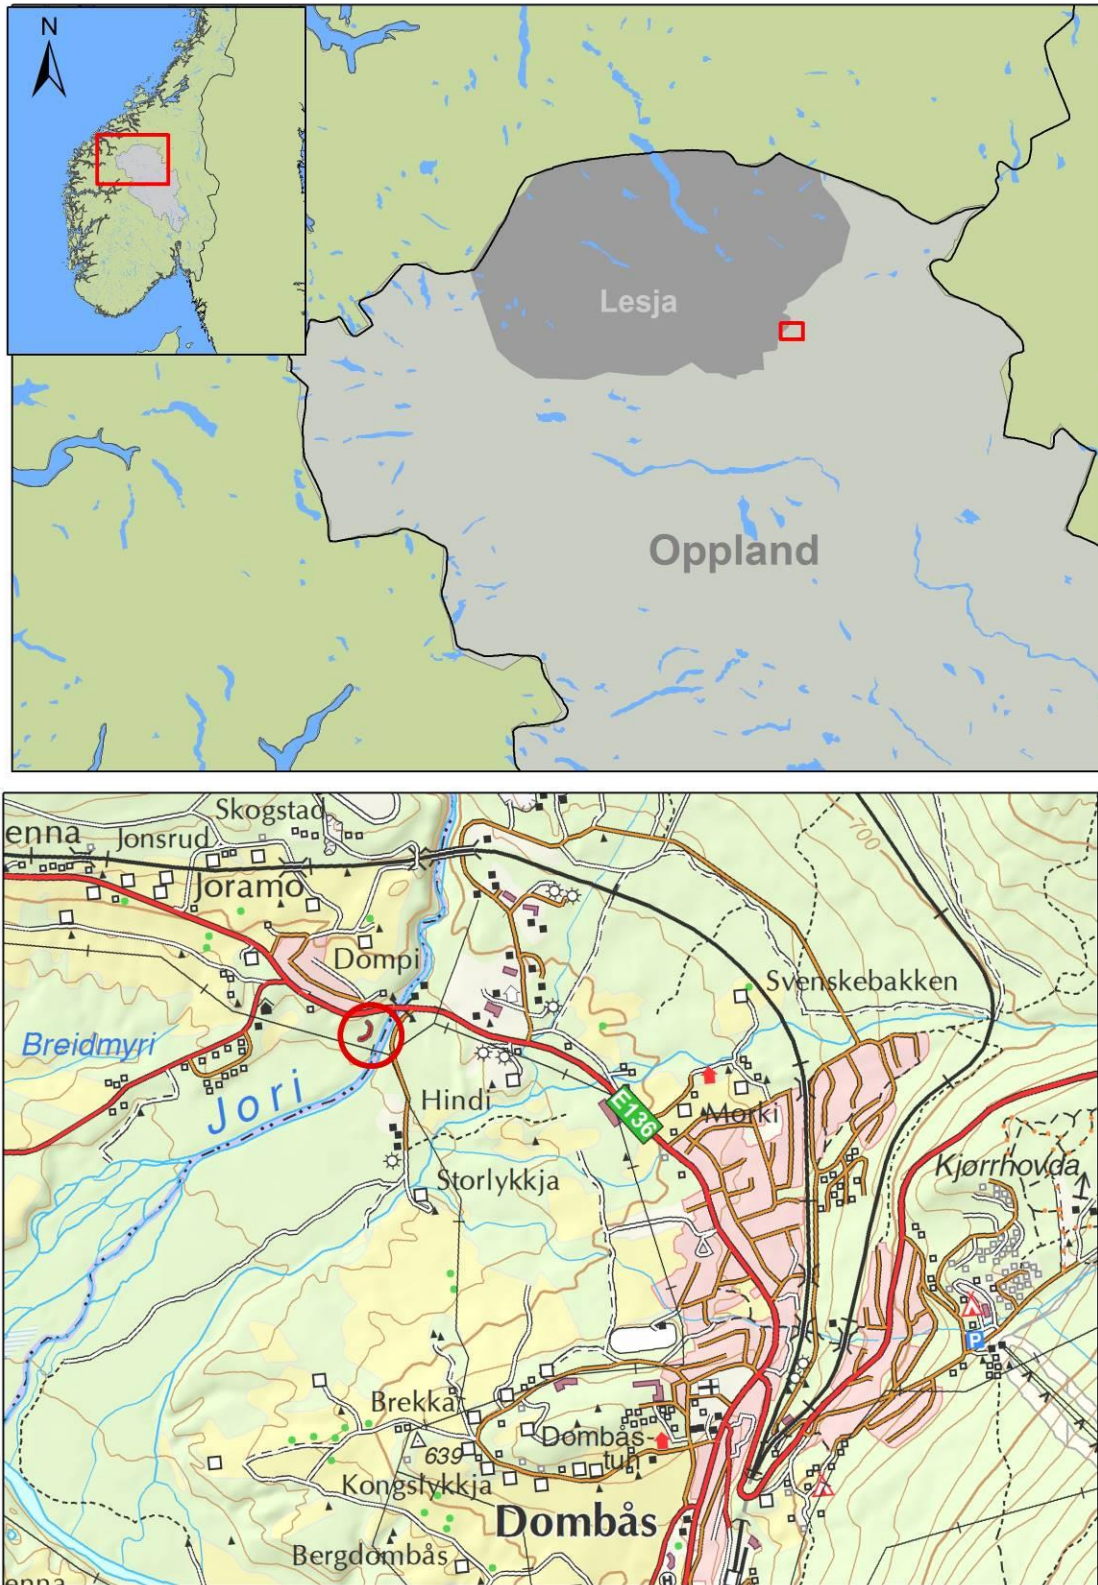 N
Lesja
Oppland
Skogstad
enna
Jonsrud
700
Joramo
Dompi
Svenskebakken
Breidmyri
Jori
Hindi
E136
Morki
Kjørrhovda
Storlykkja
P
Brekka
639
Dombås-
tun
Kongslykkja
Dombås
Bergdombås
H
enna